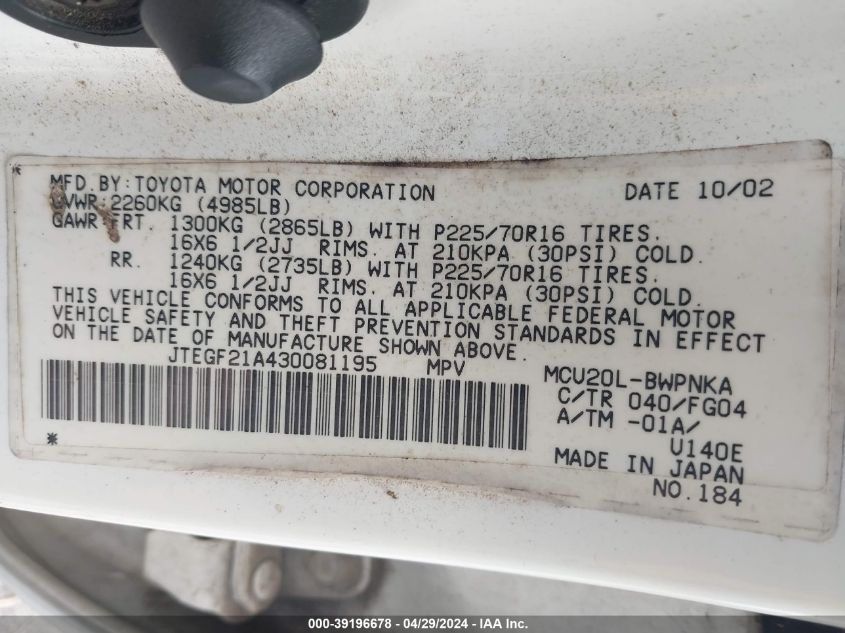 MFD.BY:TOYOTA MOTOR CORPORATION DATE 10/02
GVWR:2260KG (4985LB)
GAWR FRT. 1300KG (2865LB) WITH P225/70R16 TIRES.
16X6 1/2JJ RIMS. AT 210KPA (30PSI) COLD.
RR. 1240KG (2735LB) WITH P225/70R16 TIRES.
16X6 1/2JJ RIMS. AT 210KPA (30PSI) COLD.
THIS VEHICLE CONFORMS TO ALL APPLICABLE FEDERAL MOTOR
VEHICLE SAFETY AND THEFT PREVENTION STANDARDS IN EFFECT
ON THE DATE OF MANUFACTURE SHOWN ABOVE.
JTEGF21A430081195 MPV
MCU20L-BWPNKA
C/TR 040/FG04
A/TM -01A/
U140E
MADE IN JAPAN
NO.184
000-39196678 - 04/29/2024 - IAA Inc.